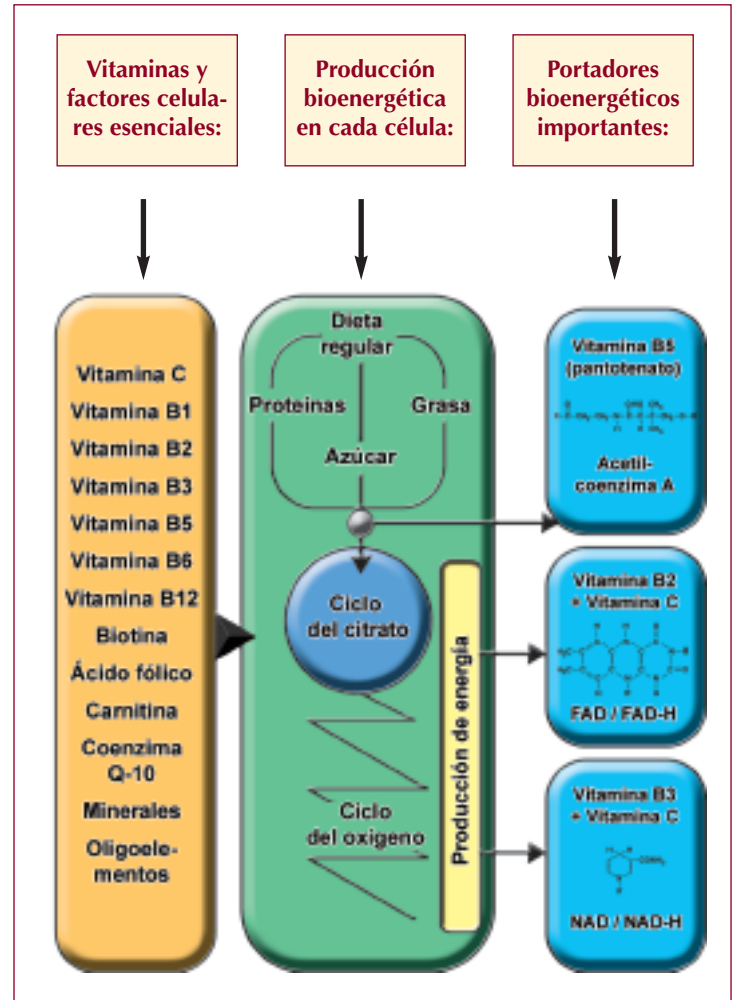 Vitaminas y
factores celula-
res esenciales:
Producción
bioenergética
en cada célula:
Portadores
bioenergéticos
importantes:
Vitamina C
Vitamina B1
Vitamina B2
Vitamina B3
Vitamina B5
Vitamina B6
Vitamina B12
Biotina
Ácido fólico
Carnitina
Coenzima
Q-10
Minerales
Oligoele-
mentos
Dieta
regular
Proteinas
Grasa
Azúcar
Ciclo
del citrato
Ciclo
del oxigeno
Producción de energía
Vitamina B5
(pantotenato)
Acetil-
coenzima A
Vitamina B2
+ Vitamina C
FAD / FAD-H
Vitamina B3
+ Vitamina C
NAD / NAD-H